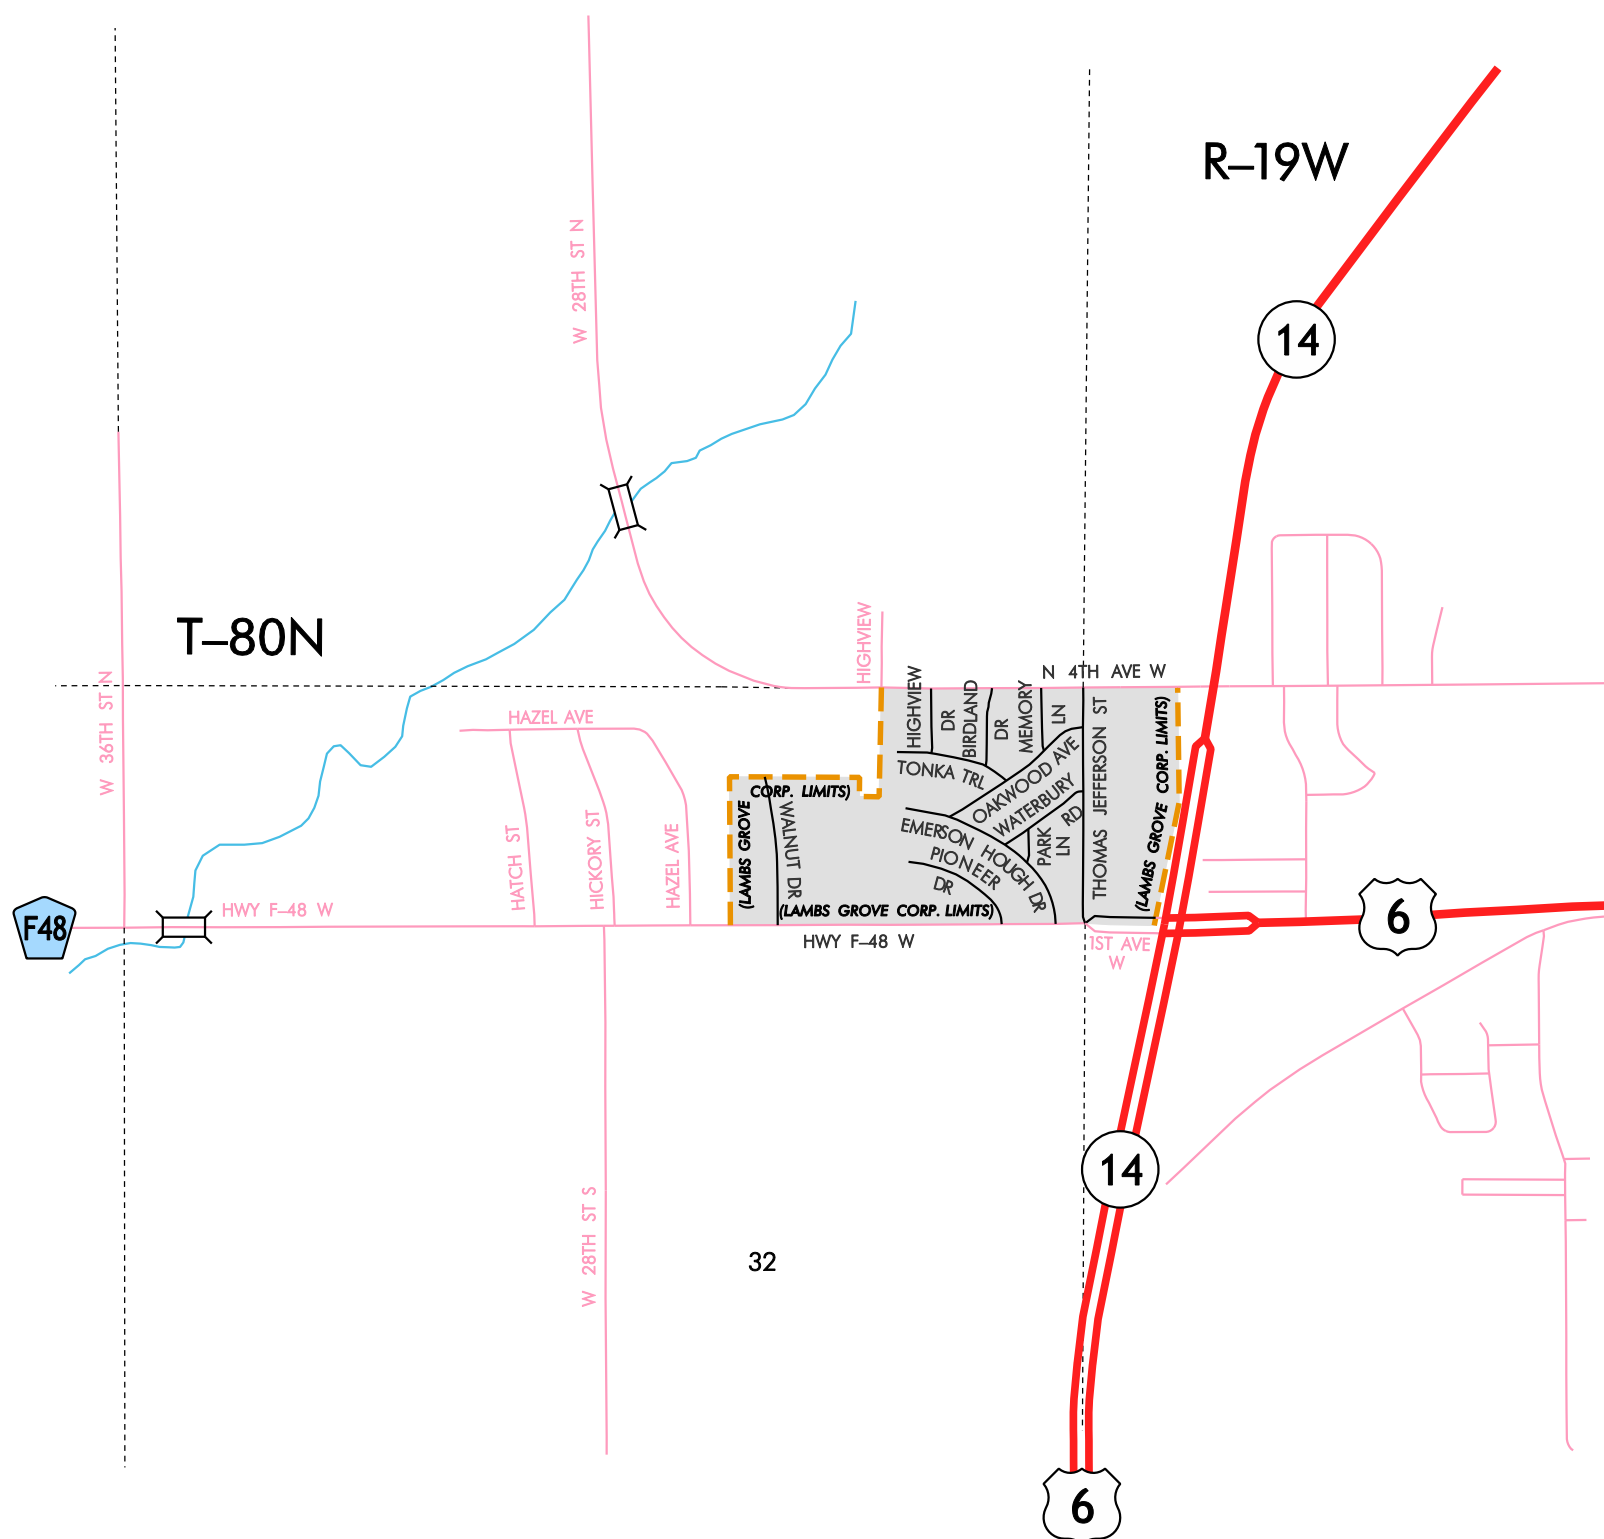 R–19W
W 28TH ST N
14
T–80N
HIGHVIEW
N 4TH AVE W
W 36TH ST N
HAZEL AVE
HIGHVIEW
DR
BIRDLAND
DR
MEMORY
LN
THOMAS JEFFERSON ST
(LAMBS GROVE CORP. LIMITS)
TONKA TRL
OAKWOOD AVE
WATERBURY
RD
CORP. LIMITS)
(LAMBS GROVE
WALNUT DR
HATCH ST
HICKORY ST
HAZEL AVE
EMERSON HOUGH DR
PARK
LN
PIONEER
DR
F48
HWY F–48 W
(LAMBS GROVE CORP. LIMITS)
6
HWY F–48 W
1ST AVE
W
14
W 28TH ST S
32
6